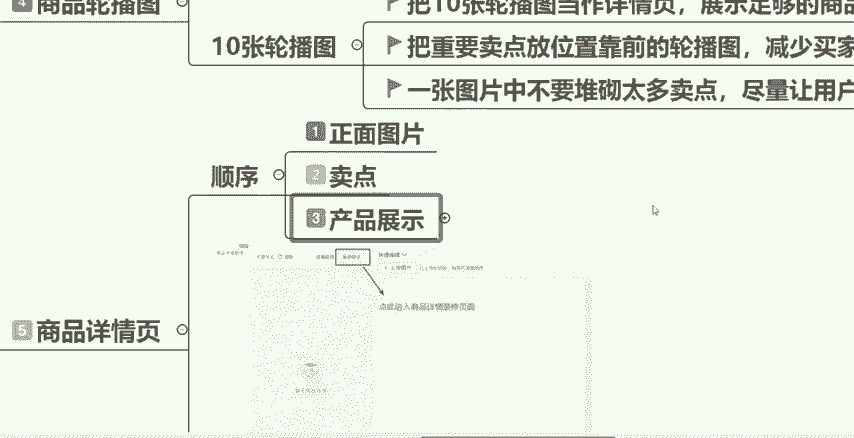 4 商品轮播图
把10张轮播图当作详情页，展示足够的商品
10张轮播图
把重要卖点放位置靠前的轮播图，减少买家
一张图片中不要堆砌太多卖点，尽量让用户
1 正面图片
顺序
2 卖点
3 产品展示
点此进入商品详情装修页面
5 商品详情页